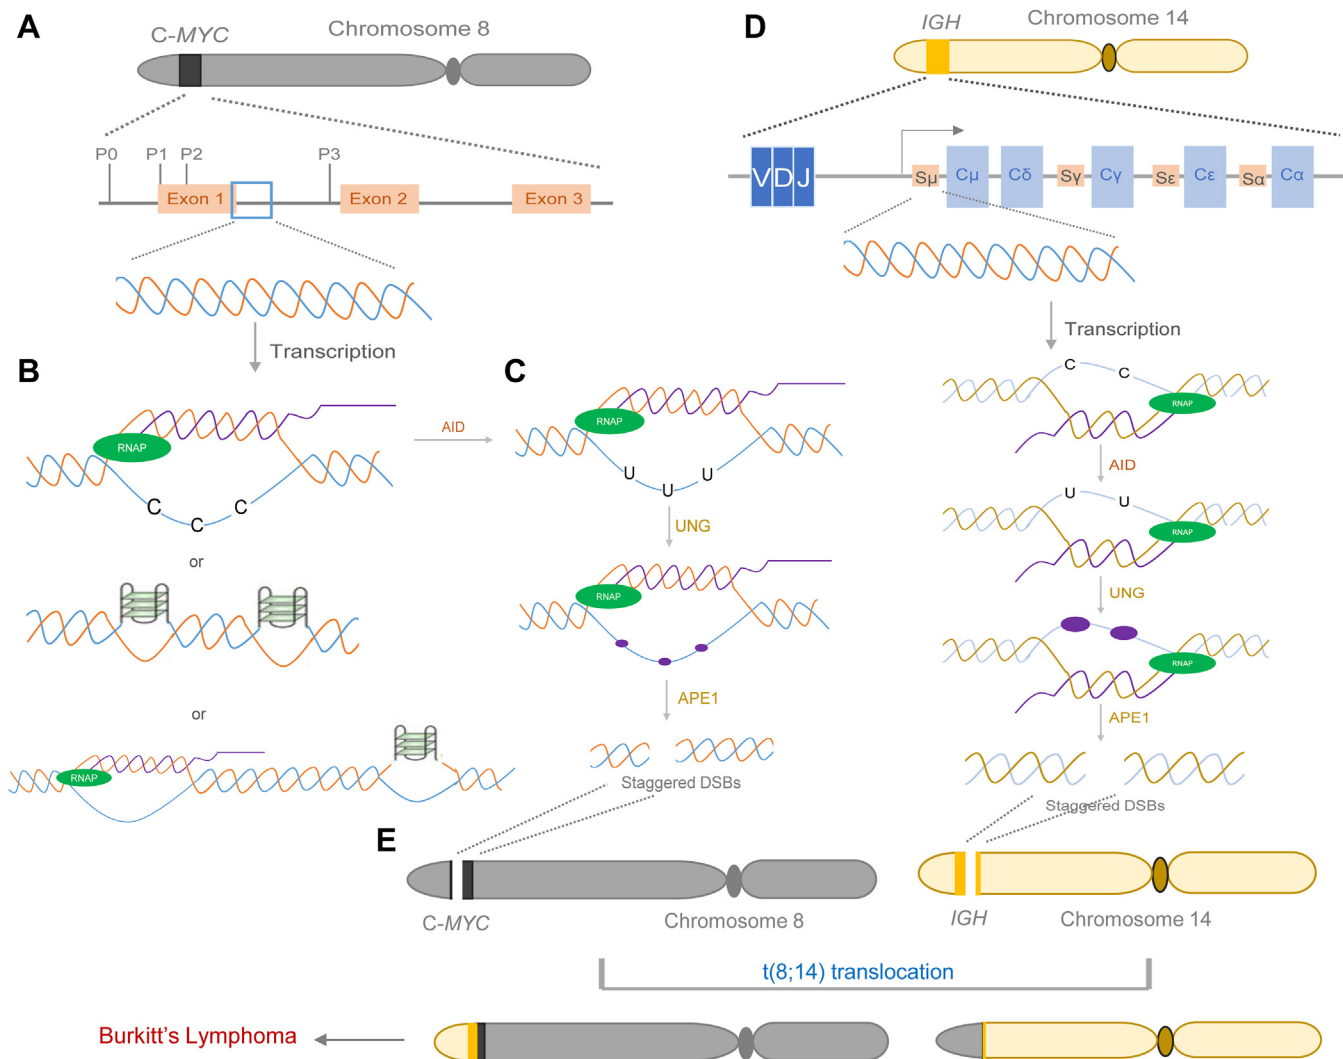 A
C-MYC
Chromosome 8
P0
P1
P2
P3
Exon 1
Exon 2
Exon 3
Transcription
B
RNAP
C
C
C
or
or
RNAP
AID
C
RNAP
U
U
U
UNG
RNAP
APE1
Staggered DSBs
D
IGH
Chromosome 14
V D J
Sμ
Cμ
Cδ
Sγ
Cγ
Sε
Cε
Sα
Cα
Transcription
C
C
RNAP
AID
U
U
RNAP
UNG
RNAP
APE1
Staggered DSBs
E
C-MYC
Chromosome 8
IGH
Chromosome 14
t(8;14) translocation
Burkitt's Lymphoma